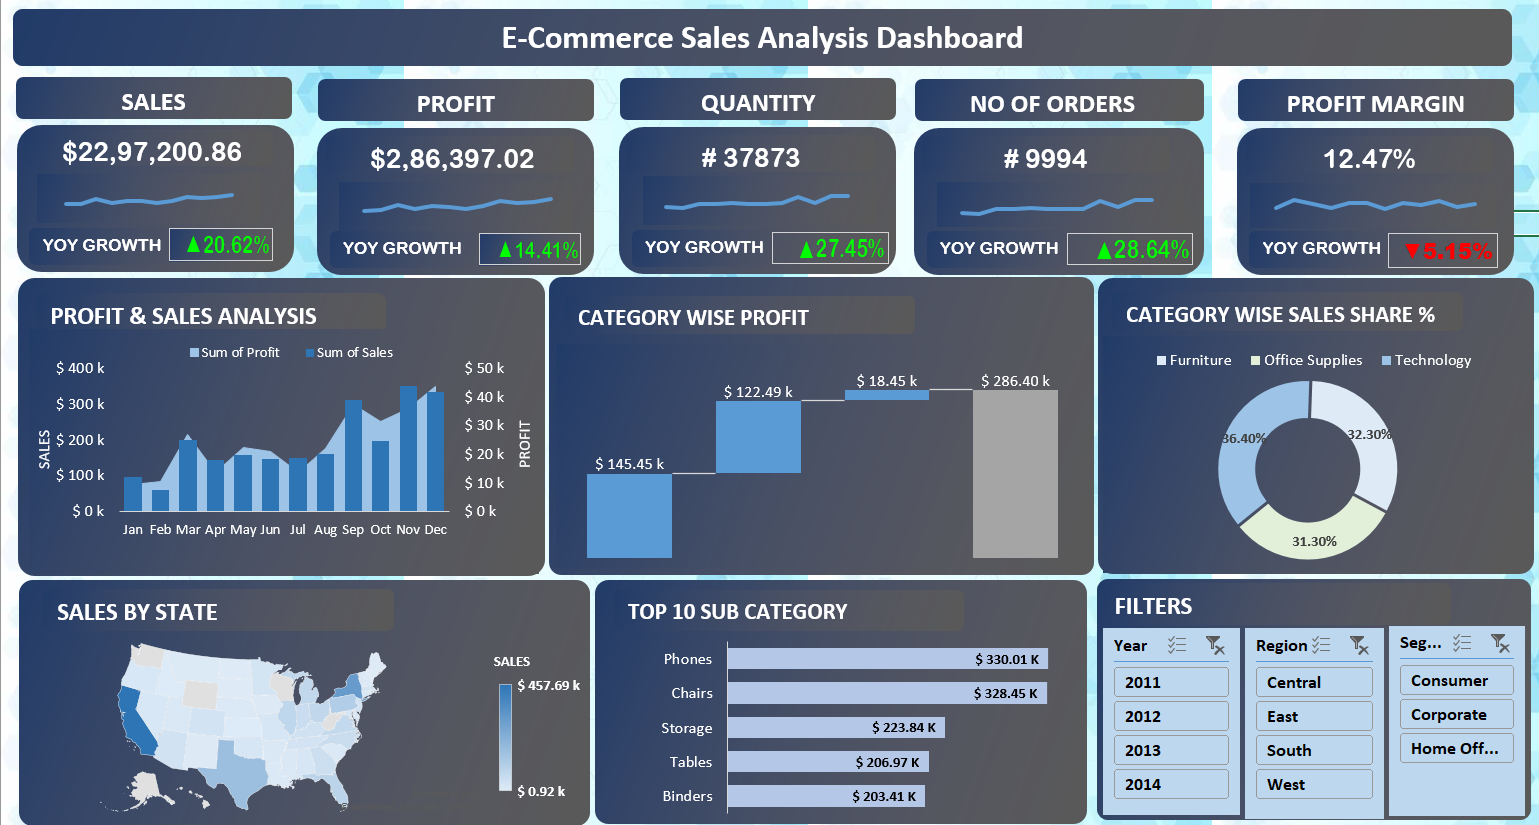 E-Commerce Sales Analysis Dashboard
SALES
$22,97,200.86
YOY GROWTH ▲20.62%
PROFIT
$2,86,397.02
YOY GROWTH ▲14.41%
QUANTITY
# 37873
YOY GROWTH ▲27.45%
NO OF ORDERS
# 9994
YOY GROWTH ▲28.64%
PROFIT MARGIN
12.47%
YOY GROWTH ▼5.15%
PROFIT & SALES ANALYSIS
Sum of Profit Sum of Sales
SALES
$ 400 k
$ 300 k
$ 200 k
$ 100 k
$ 0 k
$ 50 k
$ 40 k
$ 30 k
$ 20 k
$ 10 k
$ 0 k
PROFIT
Jan Feb Mar Apr May Jun Jul Aug Sep Oct Nov Dec
CATEGORY WISE PROFIT
$ 145.45 k
$ 122.49 k
$ 18.45 k
$ 286.40 k
CATEGORY WISE SALES SHARE %
Furniture Office Supplies Technology
36.40%
32.30%
31.30%
SALES BY STATE
SALES
$ 457.69 k
$ 0.92 k
TOP 10 SUB CATEGORY
Phones $ 330.01 K
Chairs $ 328.45 K
Storage $ 223.84 K
Tables $ 206.97 K
Binders $ 203.41 K
FILTERS
Year
2011
2012
2013
2014
Region
Central
East
South
West
Seg...
Consumer
Corporate
Home Off...